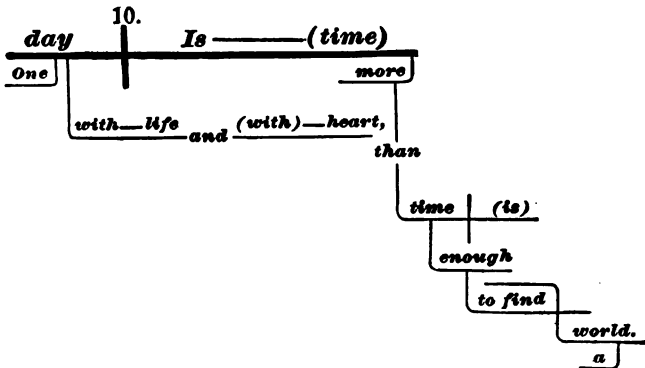 10.
day Is (time)
One more
with life and (with) heart,
than
time (is)
enough
to find
world.
a